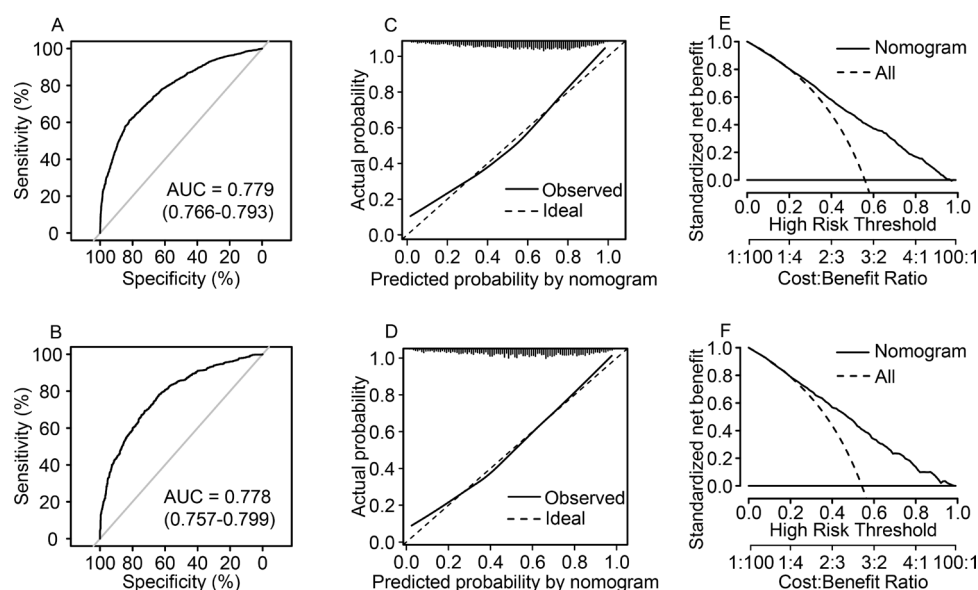 A
100
80
60
40
20
0
Sensitivity (%)
AUC = 0.779
(0.766-0.793)
100 80 60 40 20 0
Specificity (%)
C
1.0
0.8
0.6
0.4
0.2
0.0
Actual probability
Observed
Ideal
0.0 0.2 0.4 0.6 0.8 1.0
Predicted probability by nomogram
E
Nomogram
All
1.0
0.8
0.6
0.4
0.2
0.0
Standardized net benefit
0.0 0.2 0.4 0.6 0.8 1.0
High Risk Threshold
1:100 1:4 2:3 3:2 4:1 100:1
Cost:Benefit Ratio
B
100
80
60
40
20
0
Sensitivity (%)
AUC = 0.778
(0.757-0.799)
100 80 60 40 20 0
Specificity (%)
D
1.0
0.8
0.6
0.4
0.2
0.0
Actual probability
Observed
Ideal
0.0 0.2 0.4 0.6 0.8 1.0
Predicted probability by nomogram
F
Nomogram
All
1.0
0.8
0.6
0.4
0.2
0.0
Standardized net benefit
0.0 0.2 0.4 0.6 0.8 1.0
High Risk Threshold
1:100 1:4 2:3 3:2 4:1 100:1
Cost:Benefit Ratio